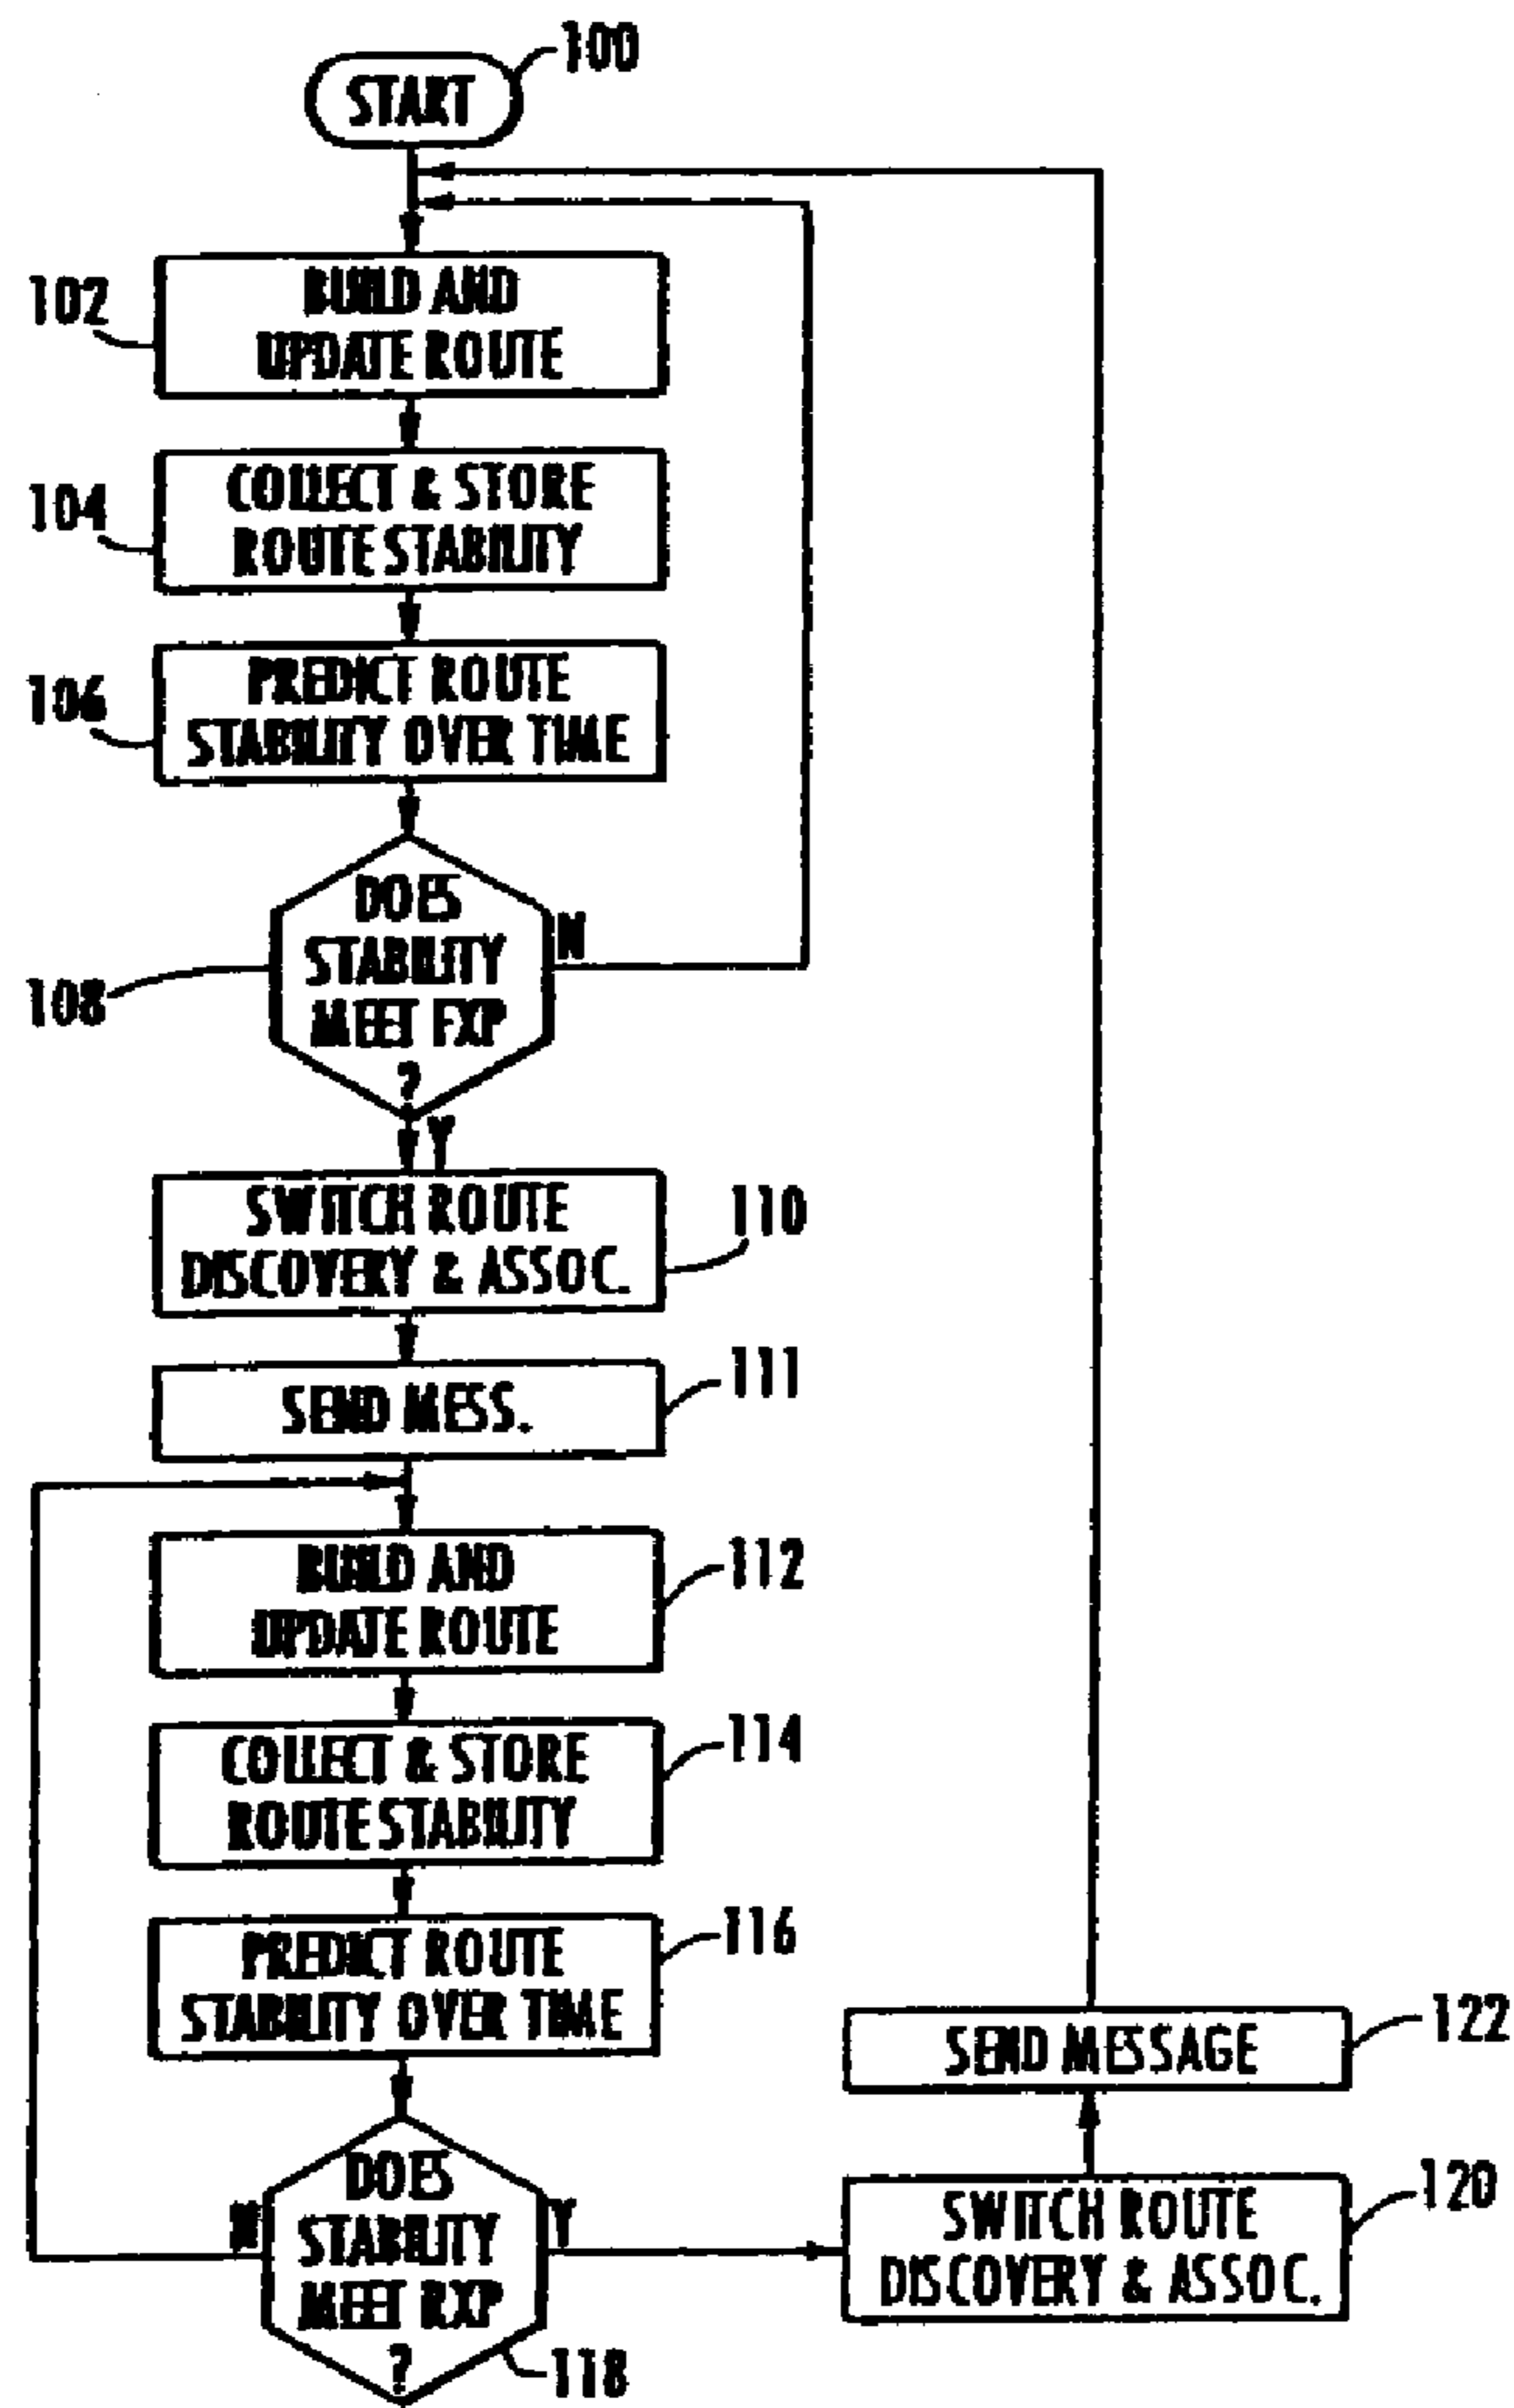 100
START
102
BUILD AND
UPDATE ROUTE
104
COLLECT & STORE
ROUTE STABILITY
106
PREDICT ROUTE
STABILITY OVER TIME
108
DOES
STABILITY
MEET FXP
?
N
Y
SWITCH ROUTE
DISCOVERY & ASSOC.
110
SEND MESS.
111
BUILD AND
UPDATE ROUTE
112
COLLECT & STORE
ROUTE STABILITY
114
PREDICT ROUTE
STABILITY OVER TIME
116
DOES
STABILITY
MEET RXP
?
N
Y
118
SWITCH ROUTE
DISCOVERY & ASSOC.
120
SEND MESSAGE
122